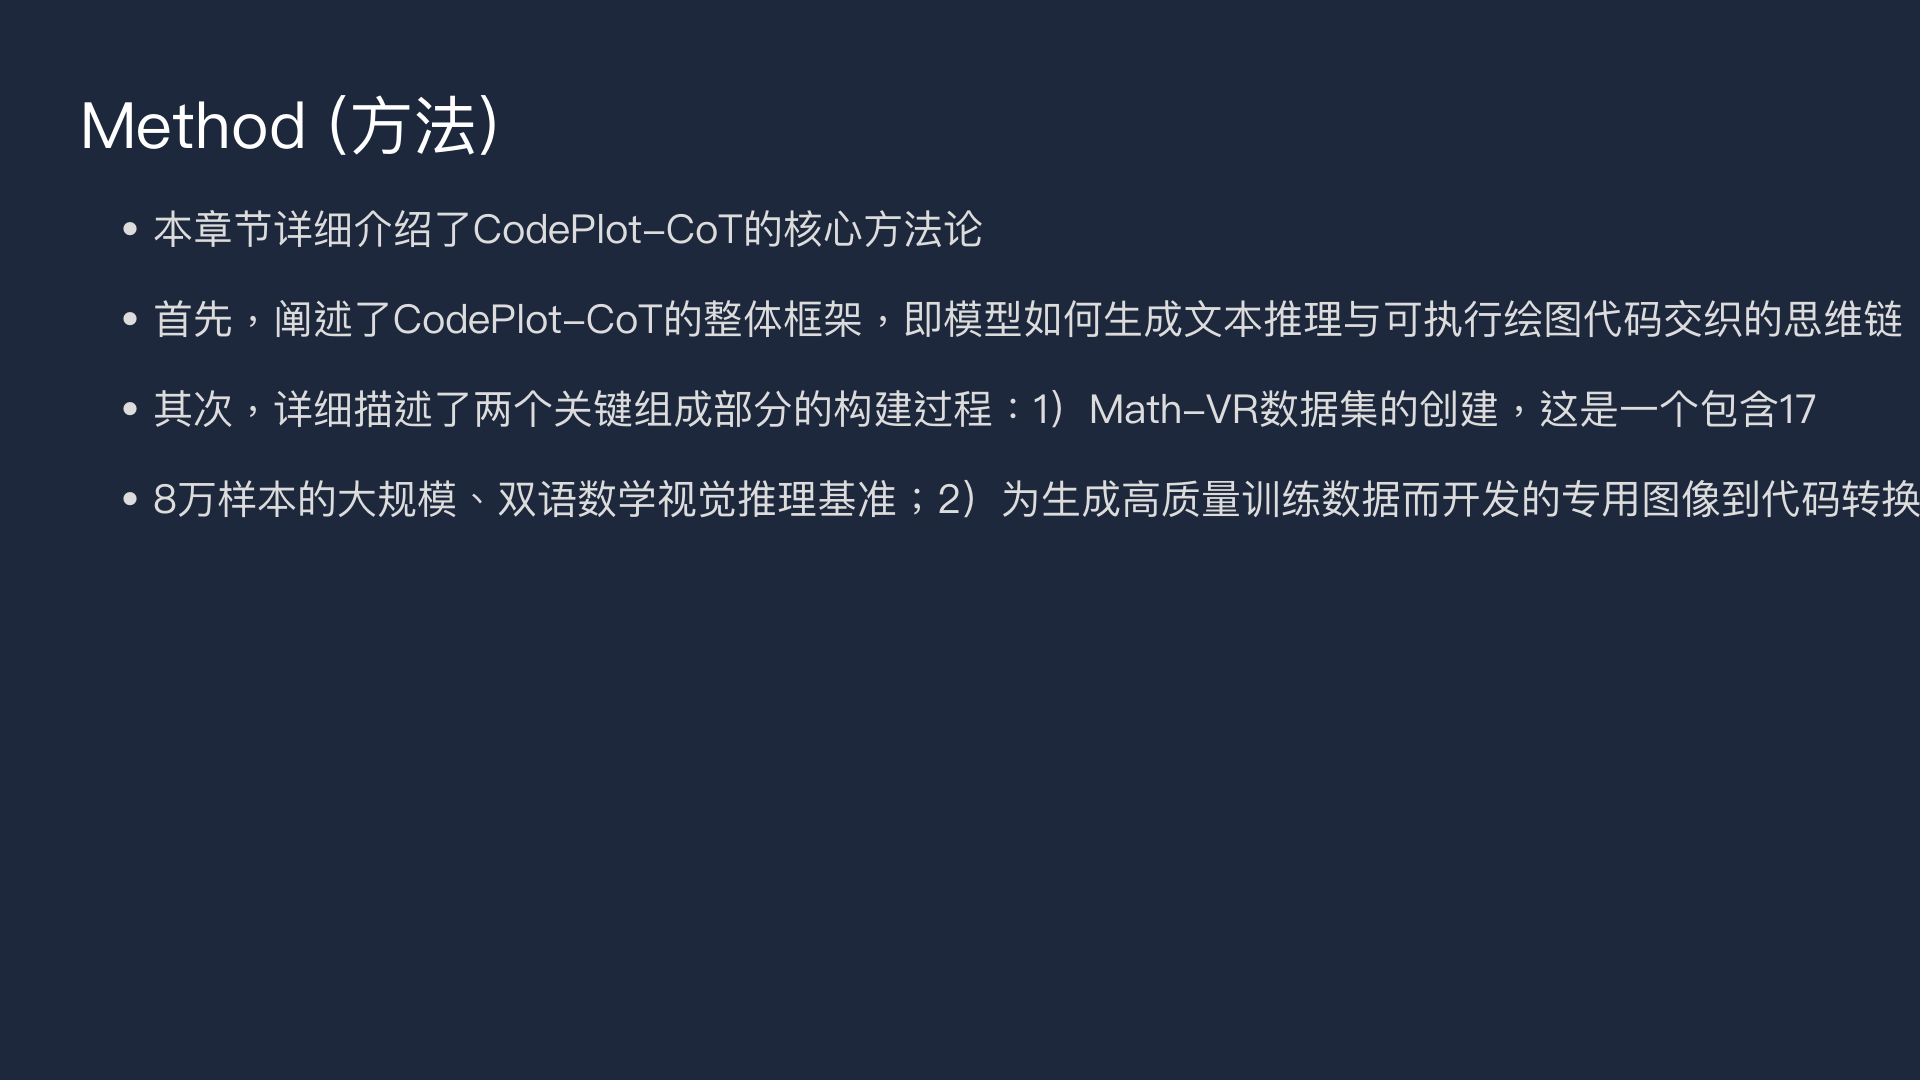 Method (方法)
• 本章节详细介绍了CodePlot-CoT的核心方法论
• 首先，阐述了CodePlot-CoT的整体框架，即模型如何生成文本推理与可执行绘图代码交织的思维链
• 其次，详细描述了两个关键组成部分的构建过程：1）Math-VR数据集的创建，这是一个包含17
• 8万样本的大规模、双语数学视觉推理基准；2）为生成高质量训练数据而开发的专用图像到代码转换